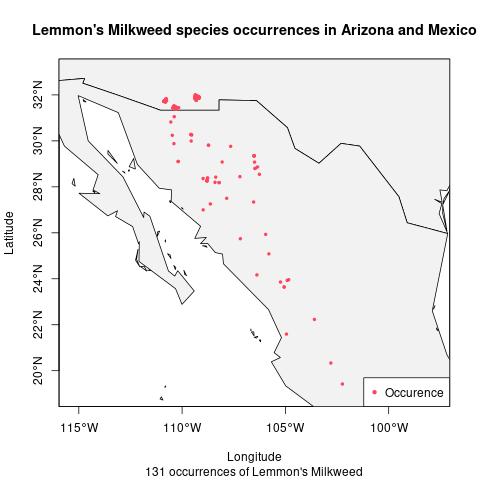 Lemmon's Milkweed species occurrences in Arizona and Mexico
32°N
30°N
28°N
26°N
24°N
22°N
20°N
Latitude
Occurence
115°W 110°W 105°W 100°W
Longitude
131 occurrences of Lemmon's Milkweed